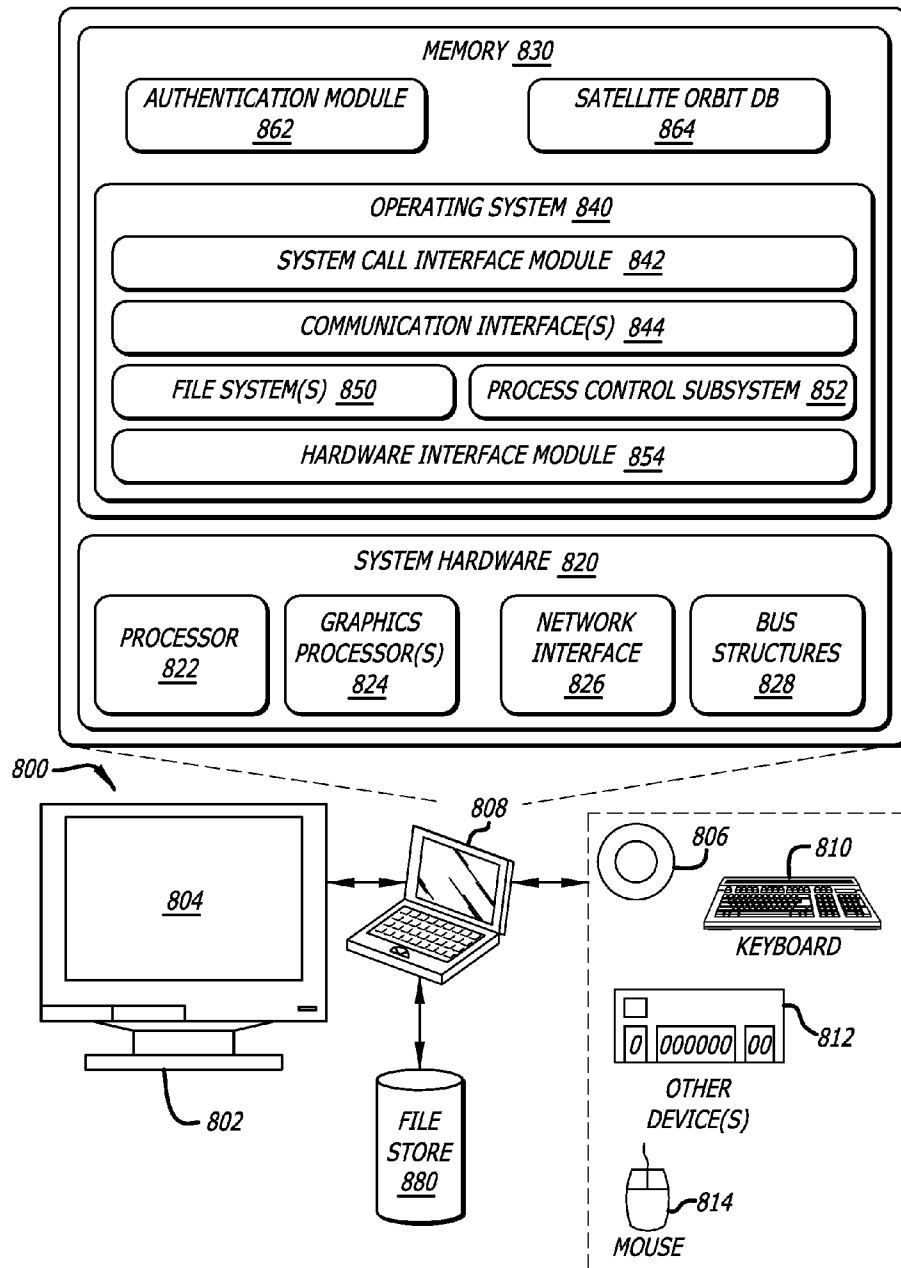 MEMORY 830
AUTHENTICATION MODULE
862
SATELLITE ORBIT DB
864
OPERATING SYSTEM 840
SYSTEM CALL INTERFACE MODULE 842
COMMUNICATION INTERFACE(S) 844
FILE SYSTEM(S) 850
PROCESS CONTROL SUBSYSTEM 852
HARDWARE INTERFACE MODULE 854
SYSTEM HARDWARE 820
PROCESSOR
822
GRAPHICS
PROCESSOR(S)
824
NETWORK
INTERFACE
826
BUS
STRUCTURES
828
800
808
806
810
804
KEYBOARD
812
0 000000 00
OTHER
DEVICE(S)
802
FILE
STORE
880
814
MOUSE